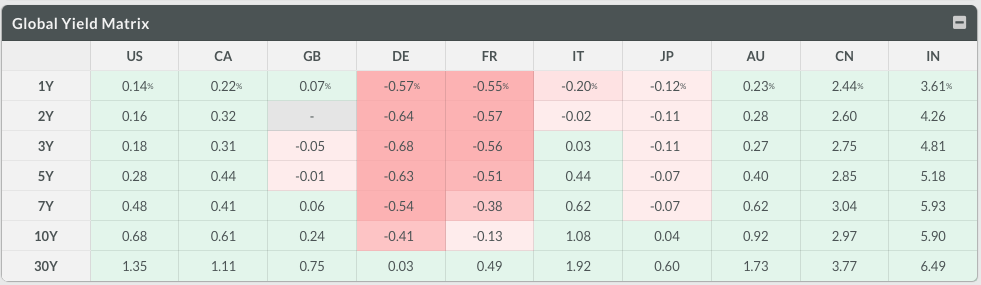 Global Yield Matrix
US CA GB DE FR IT JP AU CN IN
1Y 0.14% 0.22% 0.07% -0.57% -0.55% -0.20% -0.12% 0.23% 2.44% 3.61%
2Y 0.16 0.32 - -0.64 -0.57 -0.02 -0.11 0.28 2.60 4.26
3Y 0.18 0.31 -0.05 -0.68 -0.56 0.03 -0.11 0.27 2.75 4.81
5Y 0.28 0.44 -0.01 -0.63 -0.51 0.44 -0.07 0.40 2.85 5.18
7Y 0.48 0.41 0.06 -0.54 -0.38 0.62 -0.07 0.62 3.04 5.93
10Y 0.68 0.61 0.24 -0.41 -0.13 1.08 0.04 0.92 2.97 5.90
30Y 1.35 1.11 0.75 0.03 0.49 1.92 0.60 1.73 3.77 6.49